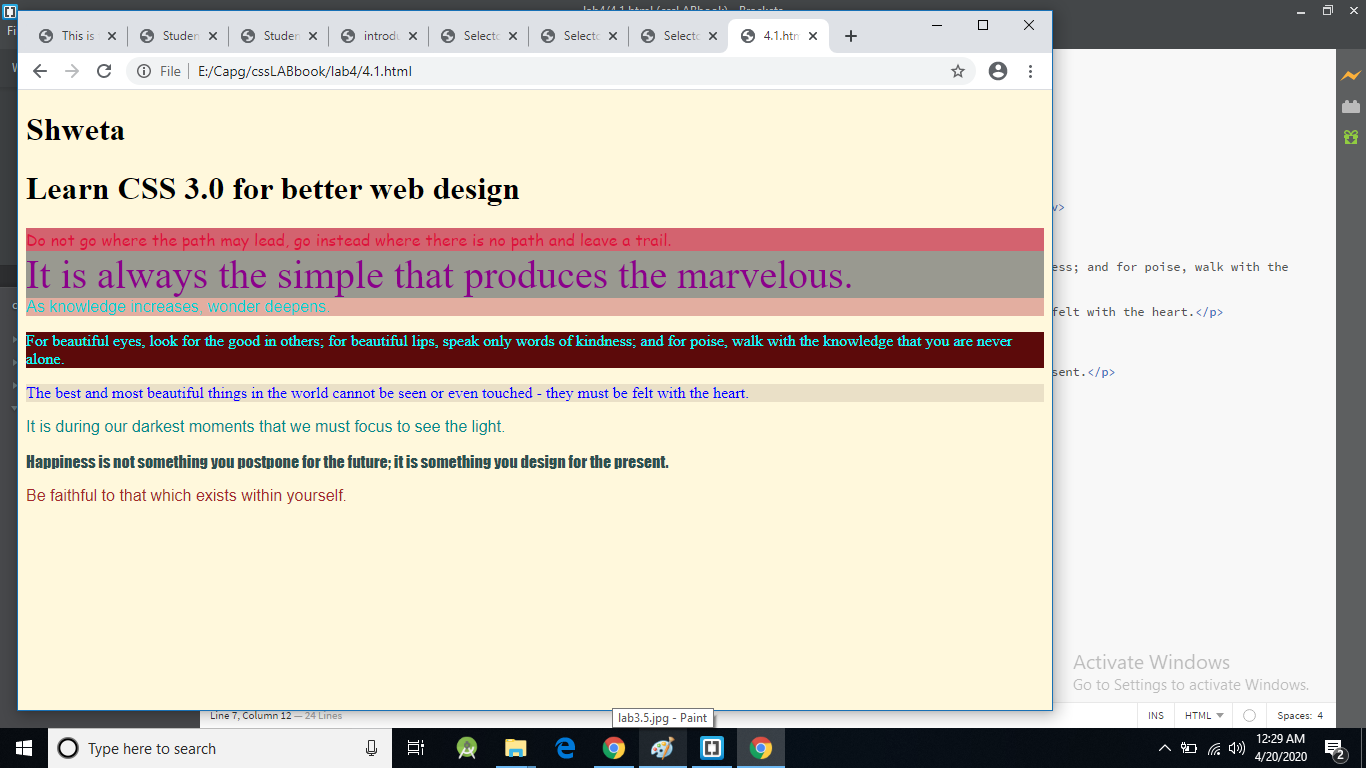 lab4/4.1.html (cssLABbook) - Brackets
Fi
This is
Studen
Studen
introdu
Selecto
Selecto
Selecto
4.1.htm
File
E:/Capg/cssLABbook/lab4/4.1.html
Shweta
Learn CSS 3.0 for better web design
Do not go where the path may lead, go instead where there is no path and leave a trail.
It is always the simple that produces the marvelous.
As knowledge increases, wonder deepens.
For beautiful eyes, look for the good in others; for beautiful lips, speak only words of kindness; and for poise, walk with the knowledge that you are never
alone.
The best and most beautiful things in the world cannot be seen or even touched - they must be felt with the heart.
It is during our darkest moments that we must focus to see the light.
Happiness is not something you postpone for the future; it is something you design for the present.
Be faithful to that which exists within yourself.
v>
ess; and for poise, walk with the
felt with the heart.</p>
sent.</p>
Activate Windows
Go to Settings to activate Windows.
Line 7, Column 12 — 24 Lines
INS
HTML
Spaces: 4
lab3.5.jpg - Paint
Type here to search
12:29 AM
4/20/2020
2